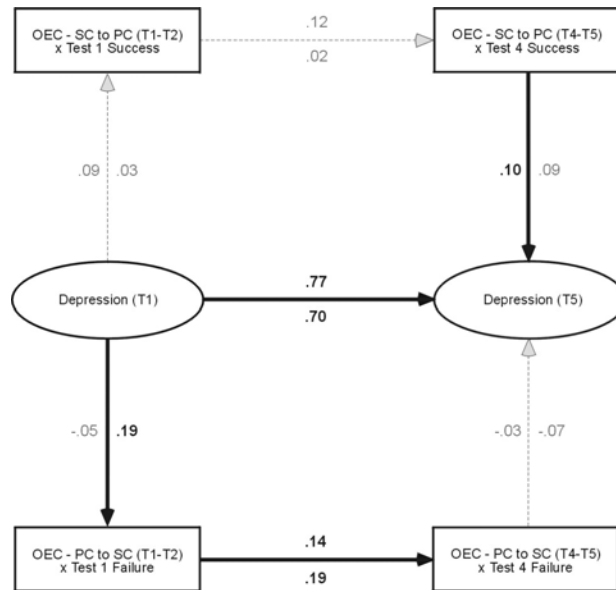 OEC - SC to PC (T1-T2)
x Test 1 Success
.12
.02
OEC - SC to PC (T4-T5)
x Test 4 Success
.09 .03
.10 .09
Depression (T1)
.77
.70
Depression (T5)
-.05 .19
-.03 -.07
OEC - PC to SC (T1-T2)
x Test 1 Failure
.14
.19
OEC - PC to SC (T4-T5)
x Test 4 Failure